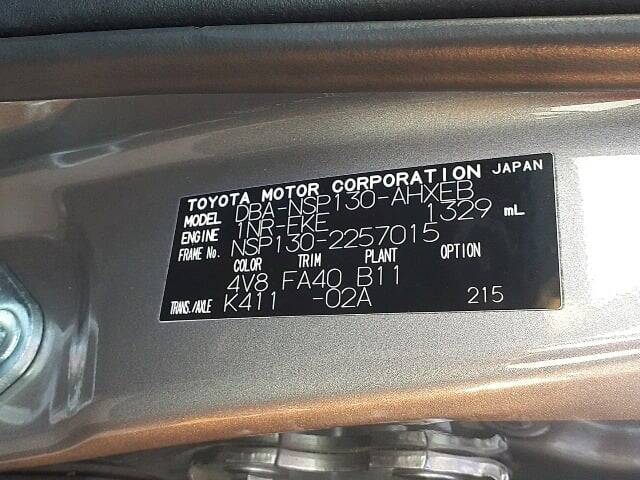 TOYOTA MOTOR CORPORATION JAPAN
MODEL DBA-NSP130-AHXEB
ENGINE 1NR-FKE 1329 mL
FRAME No. NSP130-2257015
COLOR TRIM PLANT OPTION
4V8 FA40 B11
TRANS./AXLE K411 -02A 215